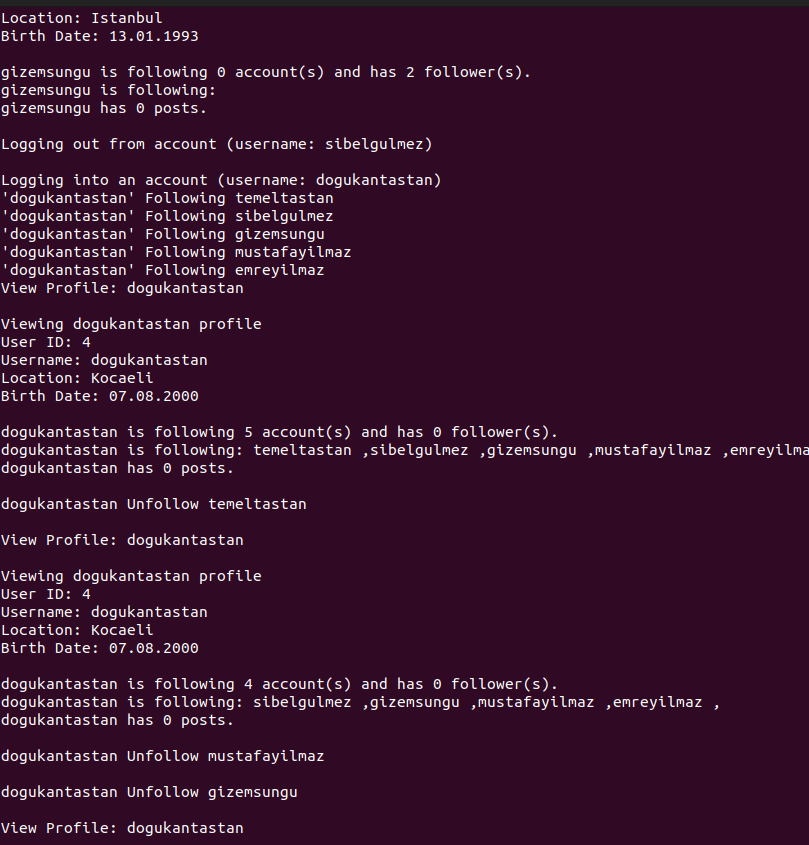 Location: Istanbul
Birth Date: 13.01.1993
gizemsungu is following 0 account(s) and has 2 follower(s).
gizemsungu is following:
gizemsungu has 0 posts.
Logging out from account (username: sibelgulmez)
Logging into an account (username: dogukantastan)
'dogukantastan' Following temeltastan
'dogukantastan' Following sibelgulmez
'dogukantastan' Following gizemsungu
'dogukantastan' Following mustafayilmaz
'dogukantastan' Following emreyilmaz
View Profile: dogukantastan
Viewing dogukantastan profile
User ID: 4
Username: dogukantastan
Location: Kocaeli
Birth Date: 07.08.2000
dogukantastan is following 5 account(s) and has 0 follower(s).
dogukantastan is following: temeltastan ,sibelgulmez ,gizemsungu ,mustafayilmaz ,emreyilma
dogukantastan has 0 posts.
dogukantastan Unfollow temeltastan
View Profile: dogukantastan
Viewing dogukantastan profile
User ID: 4
Username: dogukantastan
Location: Kocaeli
Birth Date: 07.08.2000
dogukantastan is following 4 account(s) and has 0 follower(s).
dogukantastan is following: sibelgulmez ,gizemsungu ,mustafayilmaz ,emreyilmaz ,
dogukantastan has 0 posts.
dogukantastan Unfollow mustafayilmaz
dogukantastan Unfollow gizemsungu
View Profile: dogukantastan